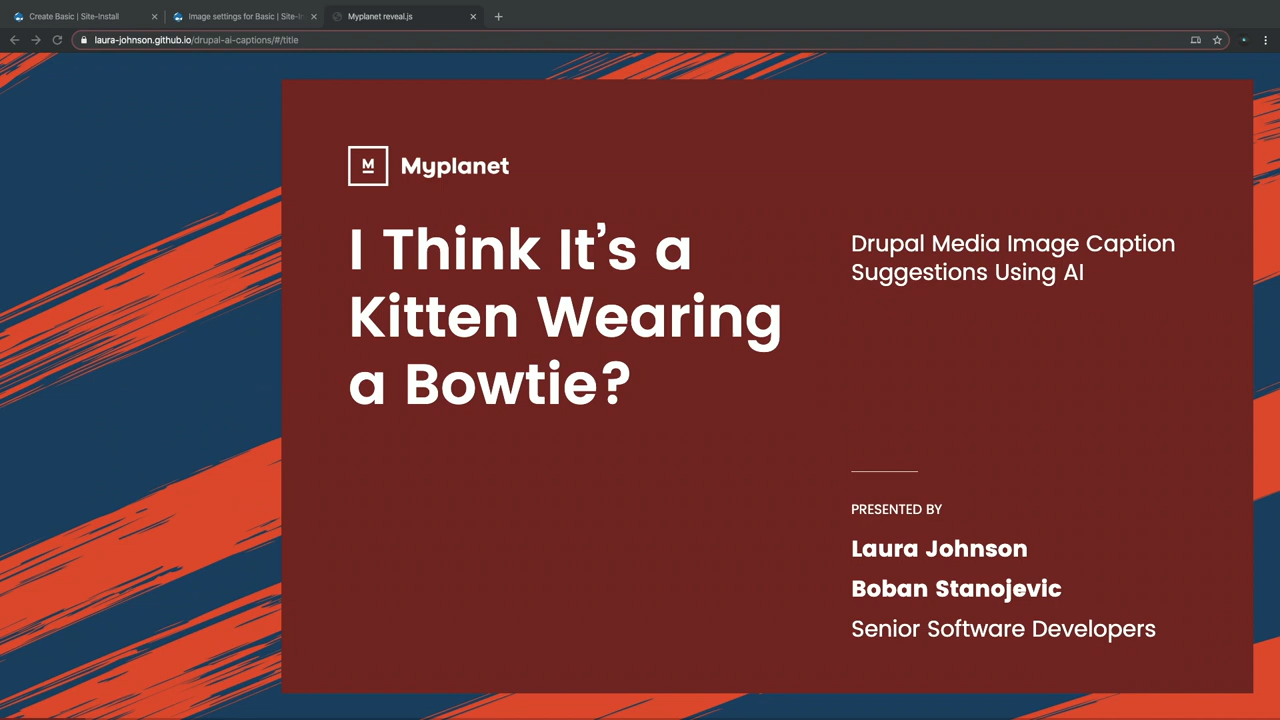 Create Basic | Site-Install
Image settings for Basic | Site-In
Myplanet reveal.js
laura-johnson.github.io/drupal-ai-captions/#/title
M
Myplanet
I Think It’s a
Kitten Wearing
a Bowtie?
Drupal Media Image Caption
Suggestions Using AI
PRESENTED BY
Laura Johnson
Boban Stanojevic
Senior Software Developers